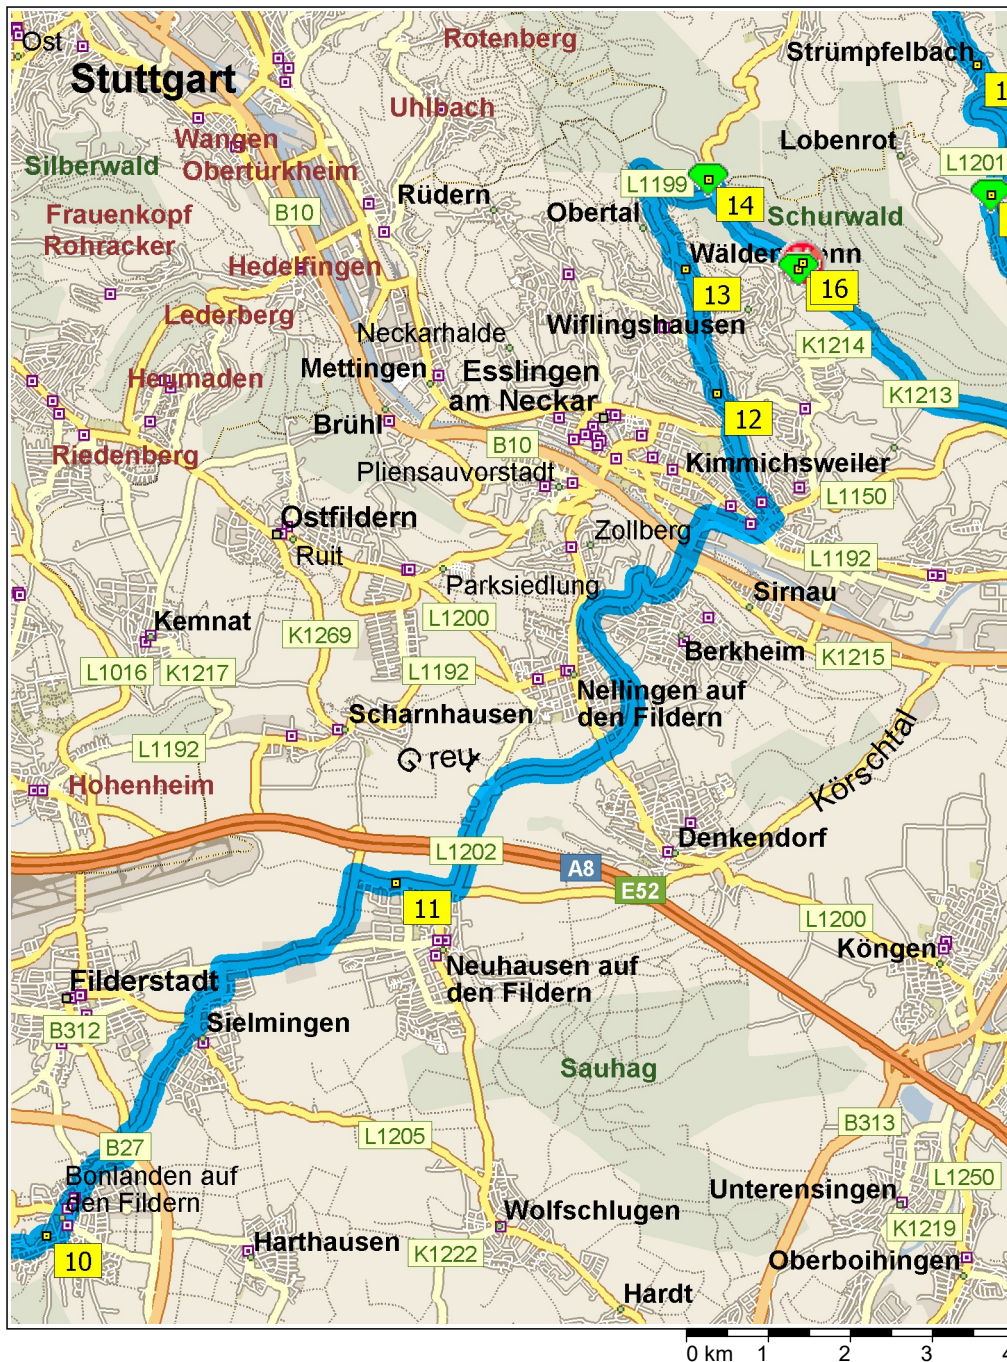 Ost
Stuttgart
Rotenberg
Strümpfelbach
1
Uhlbach
Wangen
Obertürkheim
Lobenrot
L1201
Silberwald
Rüdern
L1199
14
Frauenkopf
B10
Obertal
Schurwald
Rohracker
Hedelfingen
13
16
Lederberg
Wiflingshausen
Neckarhalde
K1214
Mettingen
Esslingen
am Neckar
Heumaden
K1213
Brühl
12
Riedenberg
B10
Pliensauvorstadt
Kimmichsweiler
L1150
Ostfildern
Zollberg
Ruit
L1192
Parksiedlung
Sirnau
Kemnat
K1269
L1200
L1016
K1217
L1192
Berkheim
K1215
Nellingen auf
den Fildern
Scharnhausen
L1192
Körschtal
Hohenheim
L1202
Denkendorf
A8
E52
11
L1200
Köngen
Neuhausen auf
den Fildern
Filderstadt
B312
Sielmingen
Sauhag
B27
L1205
B313
Bonlanden auf
den Fildern
L1250
Unterensingen
Wolfschlugen
K1219
10
Harthausen
K1222
Oberboihingen
Hardt
0 km 1 2 3 4